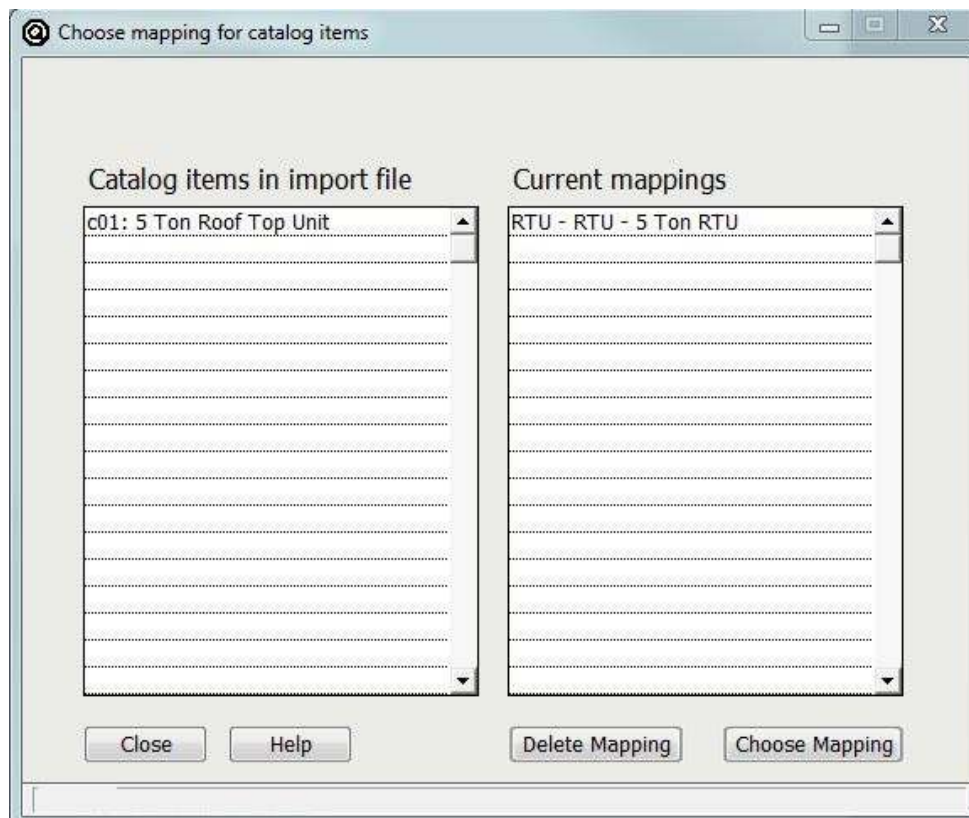 Choose mapping for catalog items
Catalog items in import file
Current mappings
c01: 5 Ton Roof Top Unit
RTU - RTU - 5 Ton RTU
Close
Help
Delete Mapping
Choose Mapping